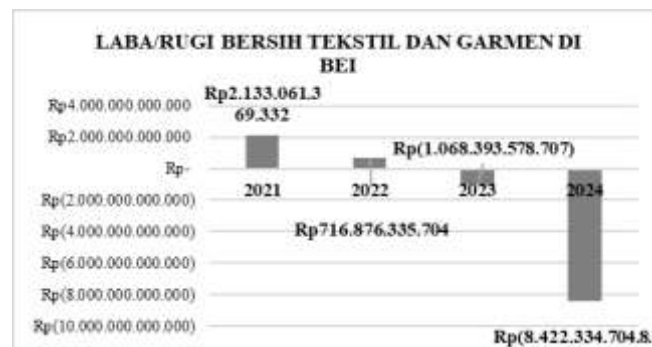 LABA/RUGI BERSIH TEKSTIL DAN GARMEN DI
BEI
Rp4.000.000.000.000
Rp2.133.061.3
69.332
Rp2.000.000.000.000
Rp(1.068.393.578.707)
Rp-
2021
2022
2023
2024
Rp(2.000.000.000.000)
Rp(4.000.000.000.000)
Rp716.876.335.704
Rp(6.000.000.000.000)
Rp(8.000.000.000.000)
Rp(10.000.000.000.000)
Rp(8.422.334.704.8